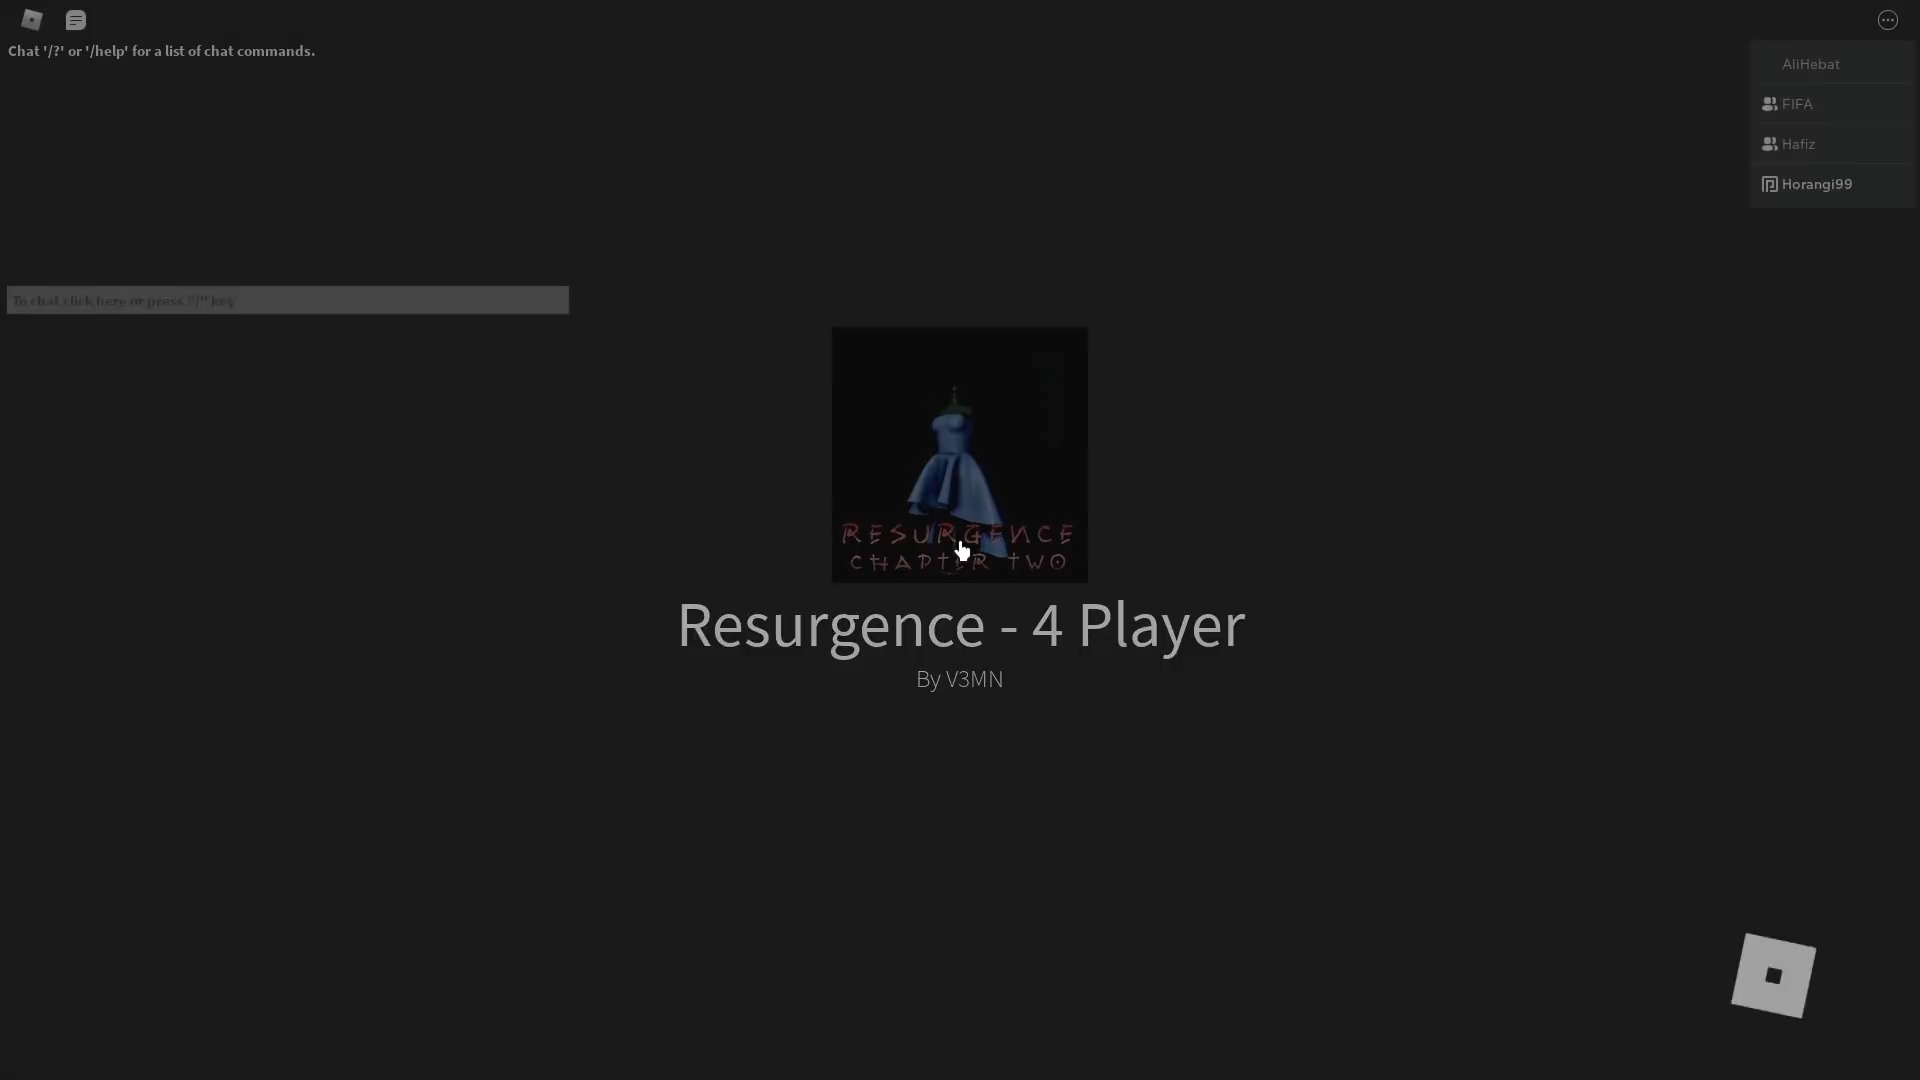 Chat '/?' or '/help' for a list of chat commands.
AliHebat
FIFA
Hafiz
Horangi99
To chat click here or press "/" key
RESURGENCE
CHAPTER TWO
Resurgence - 4 Player
By V3MN